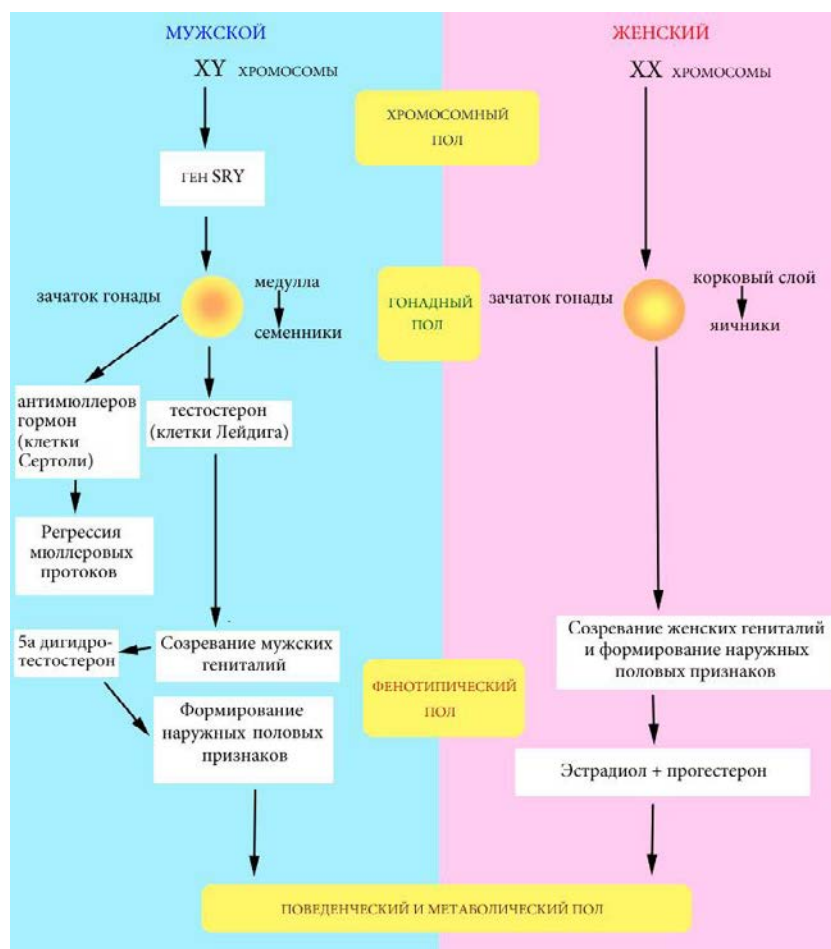 МУЖСКОЙ
ЖЕНСКИЙ
XY ХРОМОСОМЫ
XX ХРОМОСОМЫ
ХРОМОСОМНЫЙ
ПОЛ
ГЕН SRY
зачаток гонады
медулла
семенники
ГОНАДНЫЙ
ПОЛ
зачаток гонады
корковый слой
яичники
антимюллеров
гормон
(клетки
Сертоли)
тестостерон
(клетки Лейдига)
Регрессия
мюллеровых
протоков
5а дигидро-
тестостерон
Созревание мужских
гениталий
Созревание женских гениталий
и формирование наружных
половых признаков
ФЕНОТИПИЧЕСКИЙ
ПОЛ
Формирование
наружных половых
признаков
Эстрадиол + прогестерон
ПОВЕДЕНЧЕСКИЙ И МЕТАБОЛИЧЕСКИЙ ПОЛ